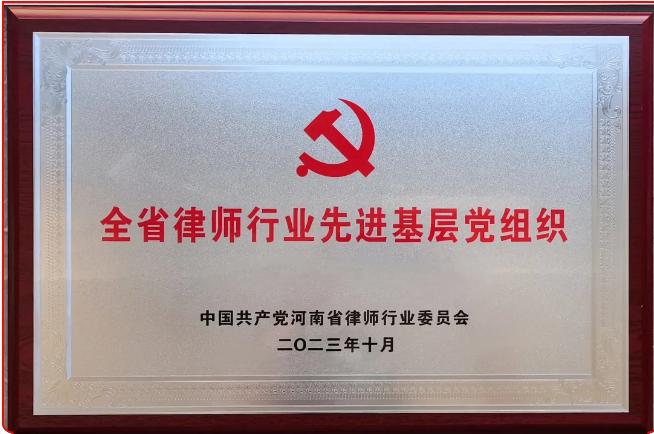 全省律师行业先进基层党组织
中国共产党河南省律师行业委员会
二〇二三年十月